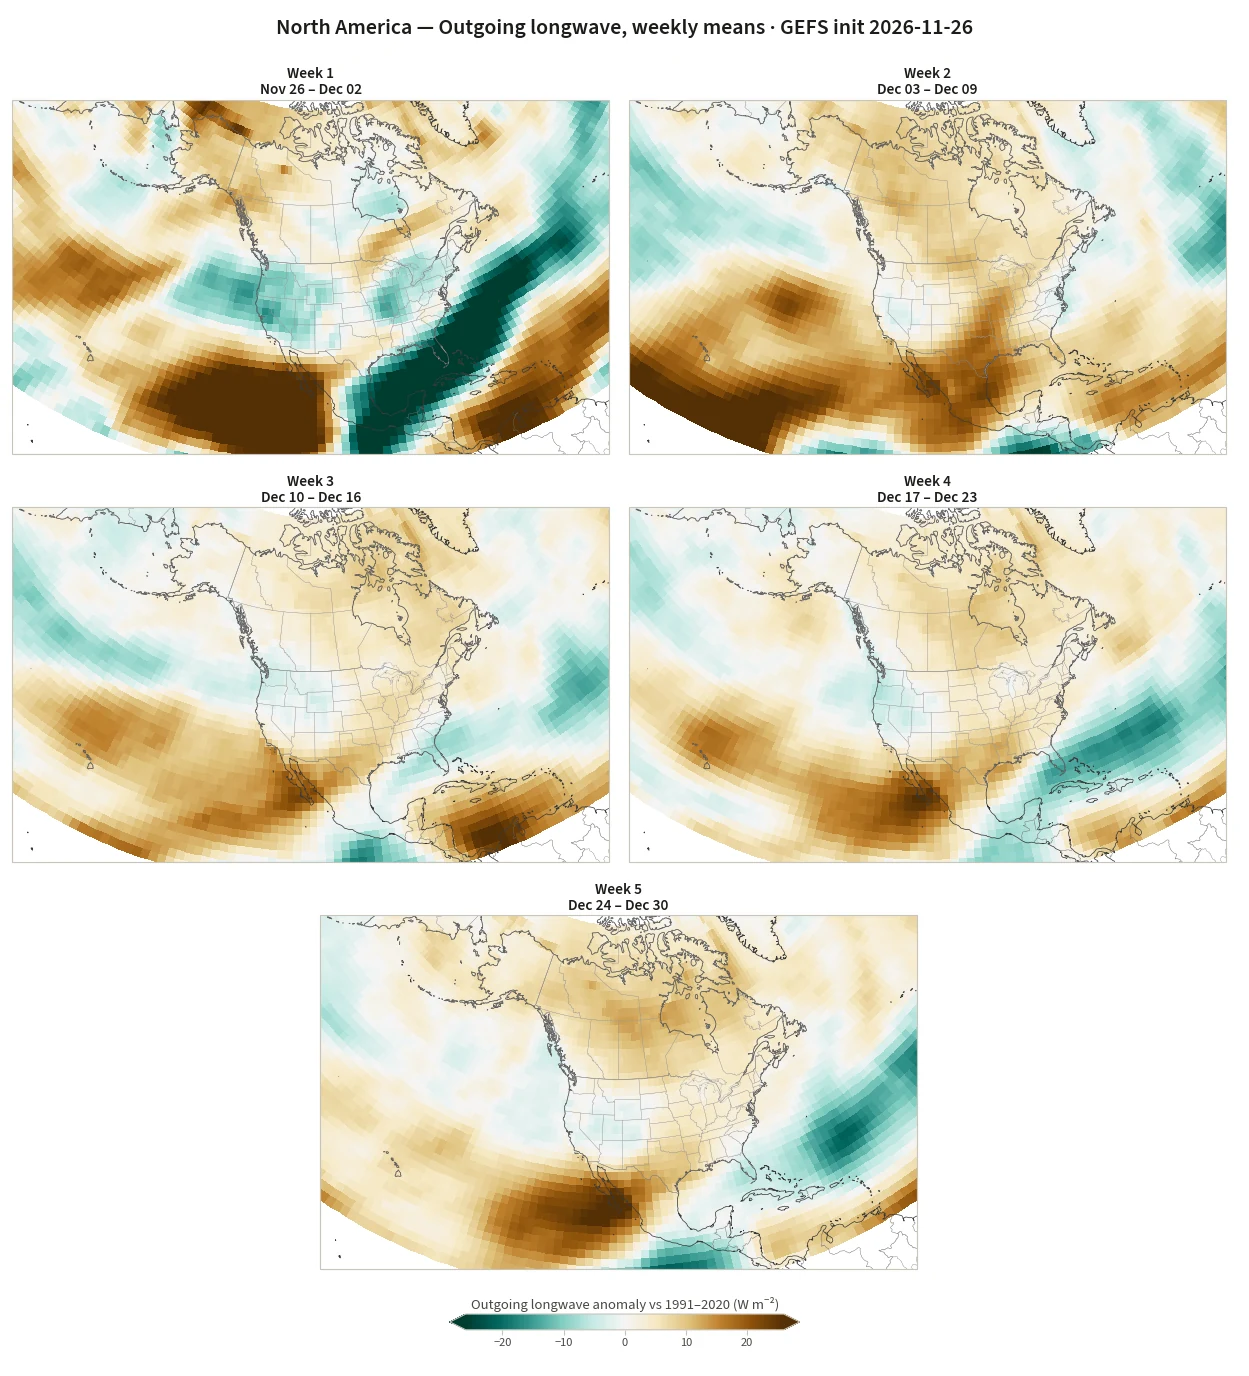 North America — Outgoing longwave, weekly means · GEFS init 2026-11-26
Week 1
Nov 26 – Dec 02
Week 2
Dec 03 – Dec 09
Week 3
Dec 10 – Dec 16
Week 4
Dec 17 – Dec 23
Week 5
Dec 24 – Dec 30
Outgoing longwave anomaly vs 1991–2020 (W m⁻²)
−20 −10 0 10 20